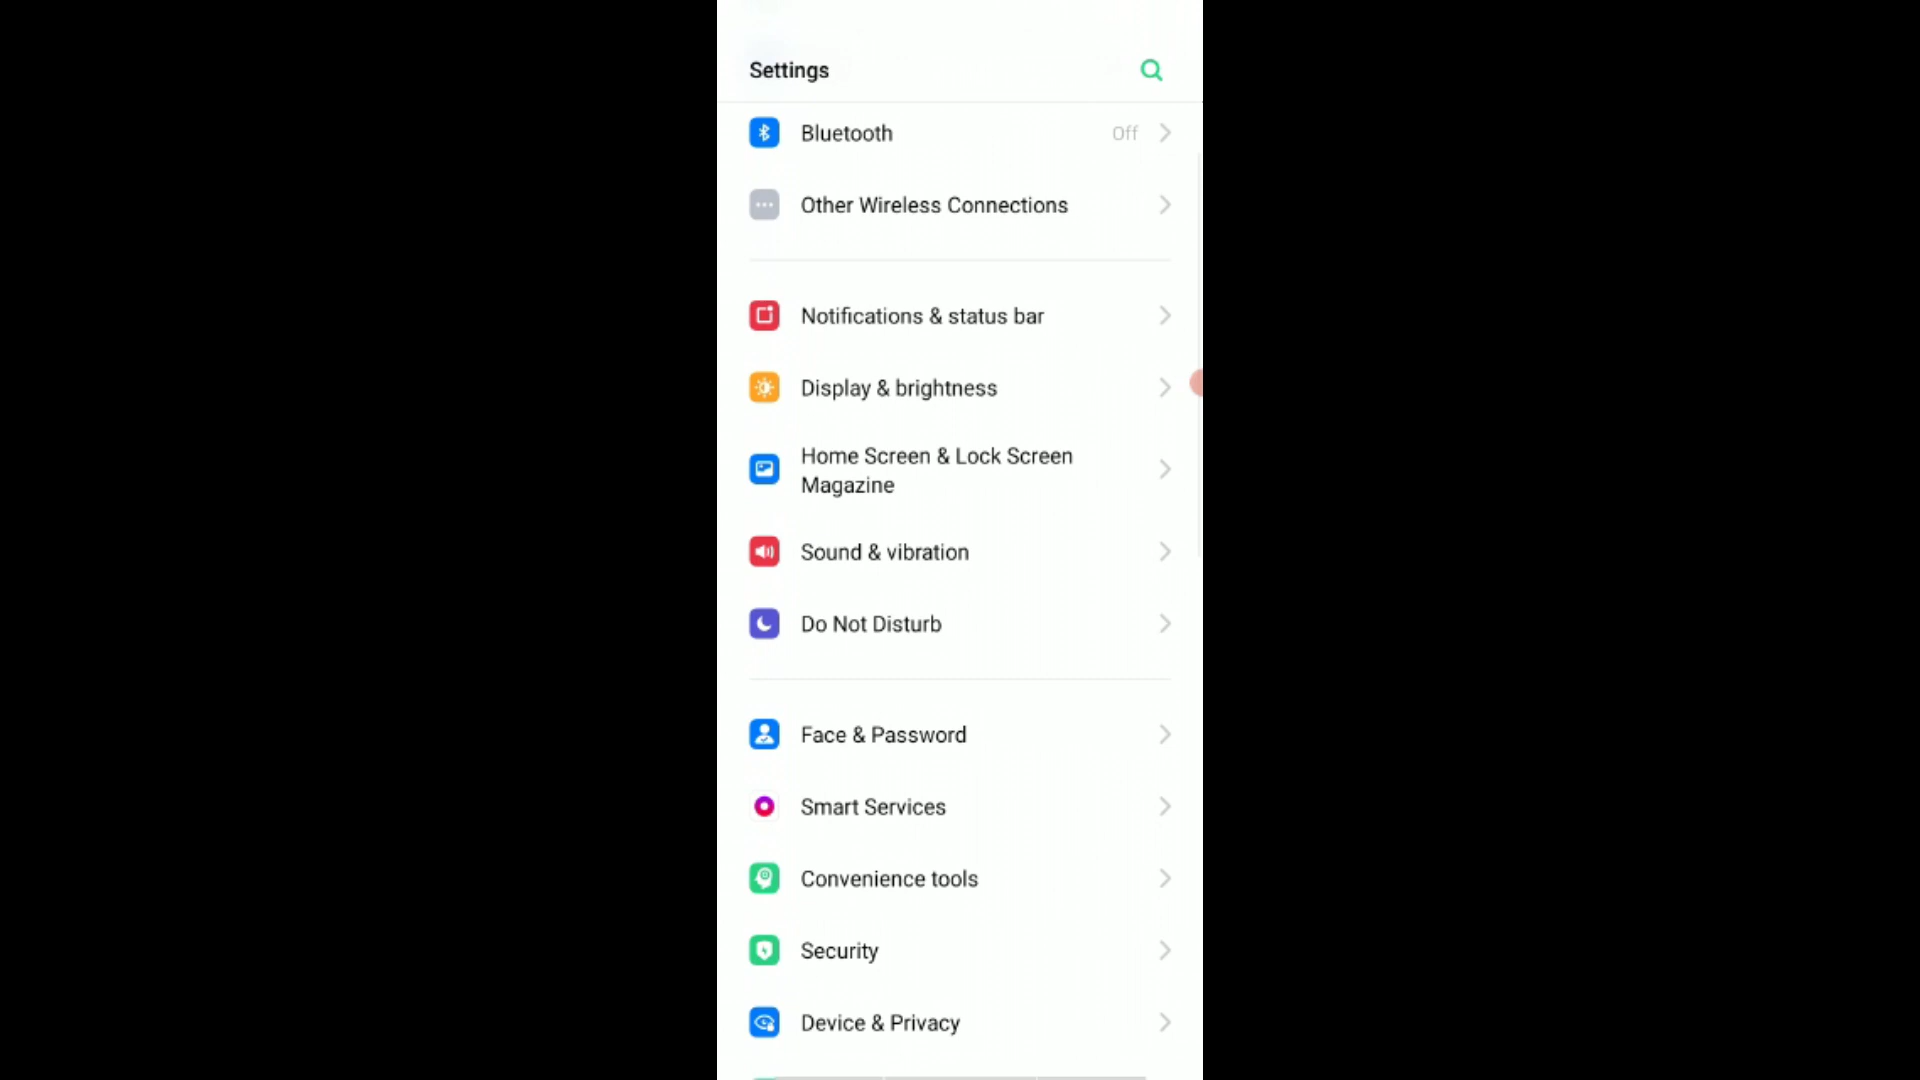 Settings
Bluetooth Off
Other Wireless Connections
Notifications & status bar
Display & brightness
Home Screen & Lock Screen
Magazine
Sound & vibration
Do Not Disturb
Face & Password
Smart Services
Convenience tools
Security
Device & Privacy